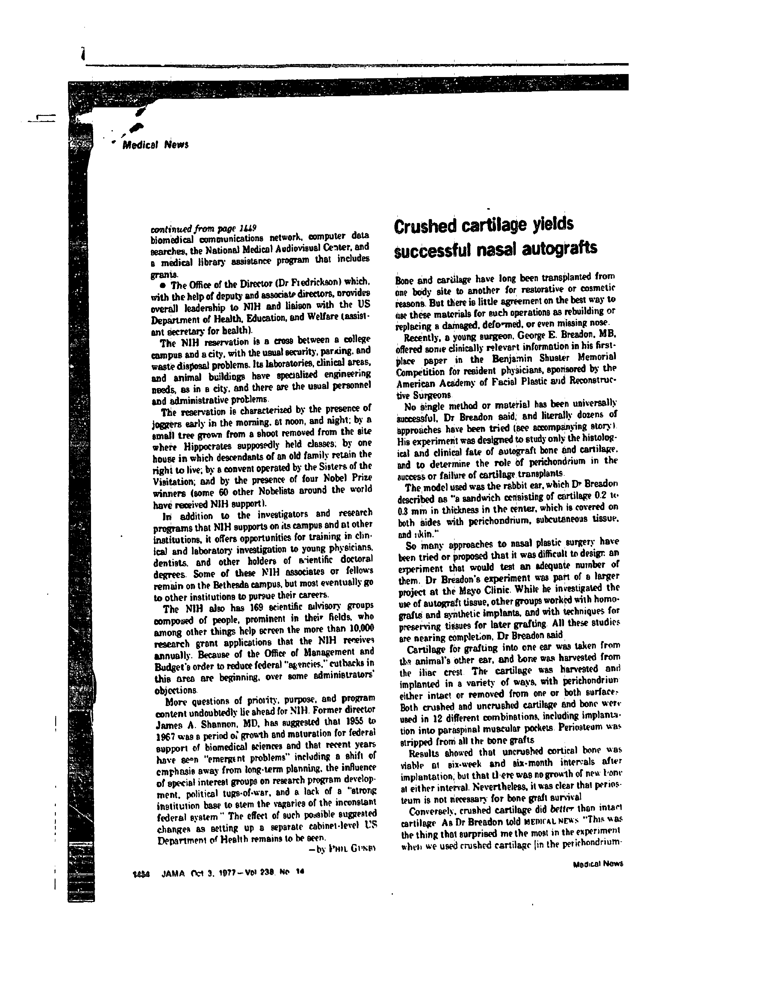 Medical News
continued from page 1449
biomedical communications network, computer data
searches, the National Medical Audiovisual Center, and
a medical library assistance program that includes
grants.
● The Office of the Director (Dr Fredrickson) which,
with the help of deputy and associate directors, provides
overall leadership to NIH and liaison with the US
Department of Health, Education, and Welfare (assist-
ant secretary for health).
The NIH reservation is a cross between a college
campus and a city, with the usual security, parking, and
waste disposal problems. Its laboratories, clinical areas,
and animal buildings have specialized engineering
needs, as in a city, and there are the usual personnel
and administrative problems.
The reservation is characterized by the presence of
joggers early in the morning, at noon, and night; by a
small tree grown from a shoot removed from the site
where Hippocrates supposedly held classes; by one
house in which descendants of an old family retain the
right to live; by a convent operated by the Sisters of the
Visitation; and by the presence of four Nobel Prize
winners (some 60 other Nobelists around the world
have received NIH support).
In addition to the investigators and research
programs that NIH supports on its campus and at other
institutions, it offers opportunities for training in clin-
ical and laboratory investigation to young physicians,
dentists, and other holders of scientific doctoral
degrees. Some of these NIH associates or fellows
remain on the Bethesda campus, but most eventually go
to other institutions to pursue their careers.
The NIH also has 169 scientific advisory groups
composed of people, prominent in their fields, who
among other things help screen the more than 10,000
research grant applications that the NIH receives
annually. Because of the Office of Management and
Budget's order to reduce federal "agencies," cutbacks in
this area are beginning, over some administrators'
objections.
More questions of priority, purpose, and program
content undoubtedly lie ahead for NIH. Former director
James A. Shannon, MD, has suggested that 1955 to
1967 was a period of growth and maturation for federal
support of biomedical sciences and that recent years
have seen "emergent problems" including a shift of
emphasis away from long-term planning, the influence
of special interest groups on research program develop-
ment, political tugs-of-war, and a lack of a "strong
institution base to stem the vagaries of the inconstant
federal system." The effect of such possible suggested
changes as setting up a separate cabinet-level US
Department of Health remains to be seen.
—by PHIL GUNBY
Crushed cartilage yields
successful nasal autografts
Bone and cartilage have long been transplanted from
one body site to another for restorative or cosmetic
reasons. But there is little agreement on the best way to
use these materials for such operations as rebuilding or
replacing a damaged, deformed, or even missing nose.
Recently, a young surgeon, George E. Breadon, MB,
offered some clinically relevant information in his first-
place paper in the Benjamin Shuster Memorial
Competition for resident physicians, sponsored by the
American Academy of Facial Plastic and Reconstruc-
tive Surgeons.
No single method or material has been universally
successful, Dr Breadon said; and literally dozens of
approaches have been tried (see accompanying story).
His experiment was designed to study only the histolog-
ical and clinical fate of autograft bone and cartilage,
and to determine the role of perichondrium in the
success or failure of cartilage transplants.
The model used was the rabbit ear, which Dr Breadon
described as "a sandwich consisting of cartilage 0.2 to
0.3 mm in thickness in the center, which is covered on
both sides with perichondrium, subcutaneous tissue,
and skin."
So many approaches to nasal plastic surgery have
been tried or proposed that it was difficult to design an
experiment that would test an adequate number of
them. Dr Breadon's experiment was part of a larger
project at the Mayo Clinic. While he investigated the
use of autograft tissue, other groups worked with homo-
grafts and synthetic implants, and with techniques for
preserving tissues for later grafting. All these studies
are nearing completion, Dr Breadon said.
Cartilage for grafting into one ear was taken from
the animal's other ear, and bone was harvested from
the iliac crest. The cartilage was harvested and
implanted in a variety of ways, with perichondrium
either intact or removed from one or both surfaces.
Both crushed and uncrushed cartilage and bone were
used in 12 different combinations, including implanta-
tion into paraspinal muscular pockets. Periosteum was
stripped from all the bone grafts.
Results showed that uncrushed cortical bone was
viable at six-week and six-month intervals after
implantation, but that there was no growth of new bone
at either interval. Nevertheless, it was clear that perios-
teum is not necessary for bone graft survival.
Conversely, crushed cartilage did better than intact
cartilage. As Dr Breadon told MEDICAL NEWS: "This was
the thing that surprised me the most in the experiment
when we used crushed cartilage [in the perichondrium-
1454 JAMA Oct 3, 1977—Vol 238, No 14
Medical News